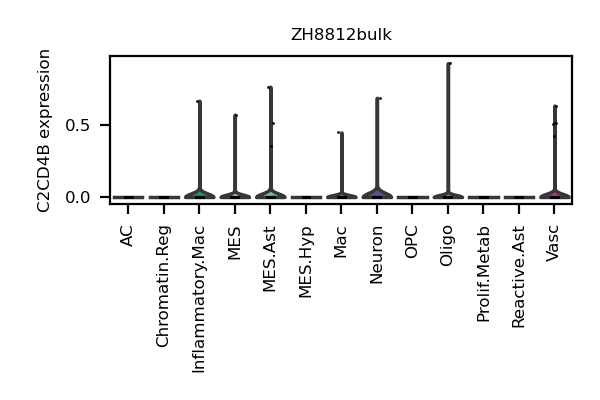 ZH8812bulk
C2CD4B expression
0.5
0.0
AC
Chromatin.Reg
Inflammatory.Mac
MES
MES.Ast
MES.Hyp
Mac
Neuron
OPC
Oligo
Prolif.Metab
Reactive.Ast
Vasc